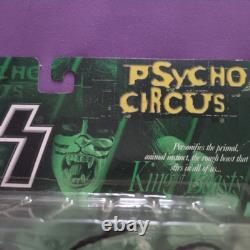 PSYCHO
CIRCUS
Personifies the primal,
animal instinct, the rough beast that
stirs in all of us...
King of Beasts